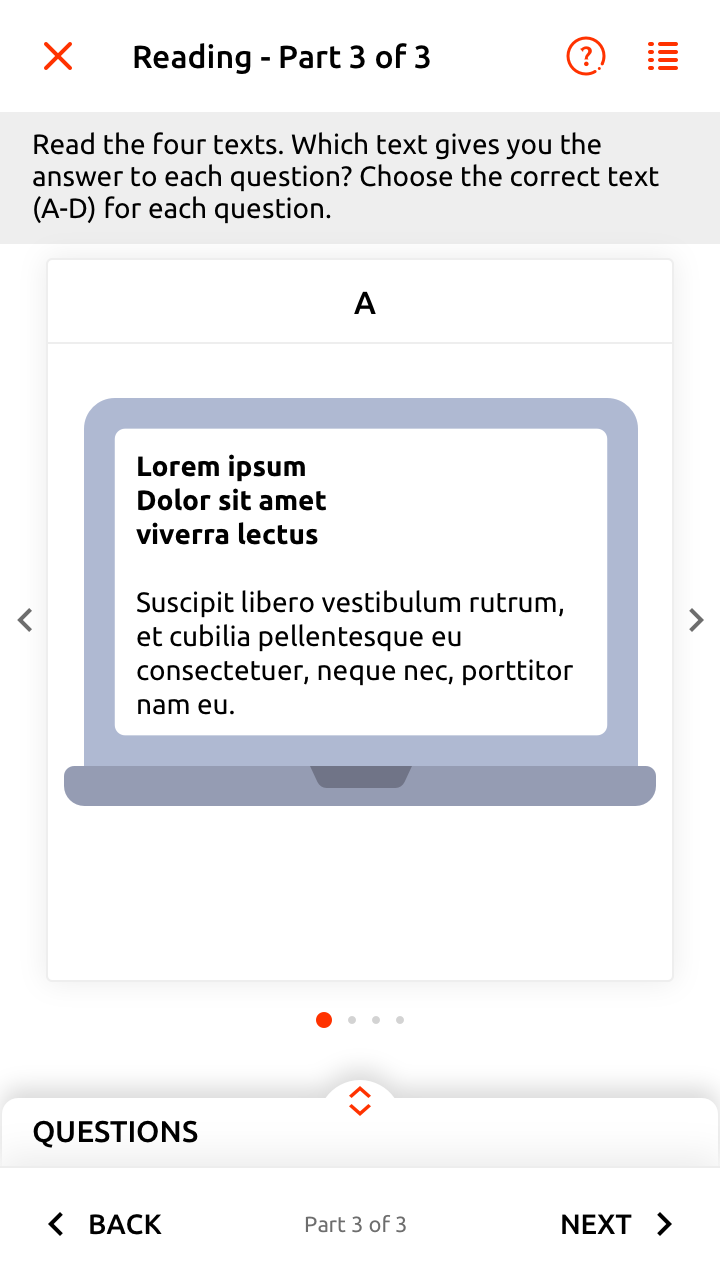 Reading - Part 3 of 3
Read the four texts. Which text gives you the
answer to each question? Choose the correct text
(A-D) for each question.
A
Lorem ipsum
Dolor sit amet
viverra lectus
Suscipit libero vestibulum rutrum,
et cubilia pellentesque eu
consectetuer, neque nec, porttitor
nam eu.
QUESTIONS
BACK
Part 3 of 3
NEXT